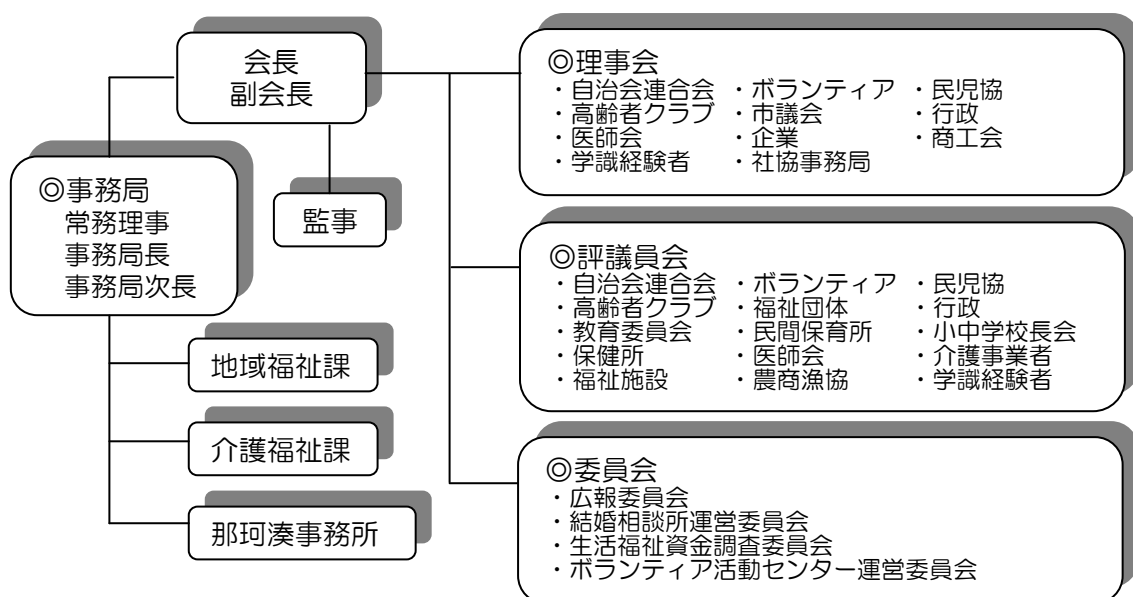 会長
副会長
◎事務局
常務理事
事務局長
事務局次長
監事
地域福祉課
介護福祉課
那珂湊事務所
◎理事会
・自治会連合会 ・ボランティア ・民児協
・高齢者クラブ ・市議会 ・行政
・医師会 ・企業 ・商工会
・学識経験者 ・社協事務局
◎評議員会
・自治会連合会 ・ボランティア ・民児協
・高齢者クラブ ・福祉団体 ・行政
・教育委員会 ・民間保育所 ・小中学校長会
・保健所 ・医師会 ・介護事業者
・福祉施設 ・農商漁協 ・学識経験者
◎委員会
・広報委員会
・結婚相談所運営委員会
・生活福祉資金調査委員会
・ボランティア活動センター運営委員会